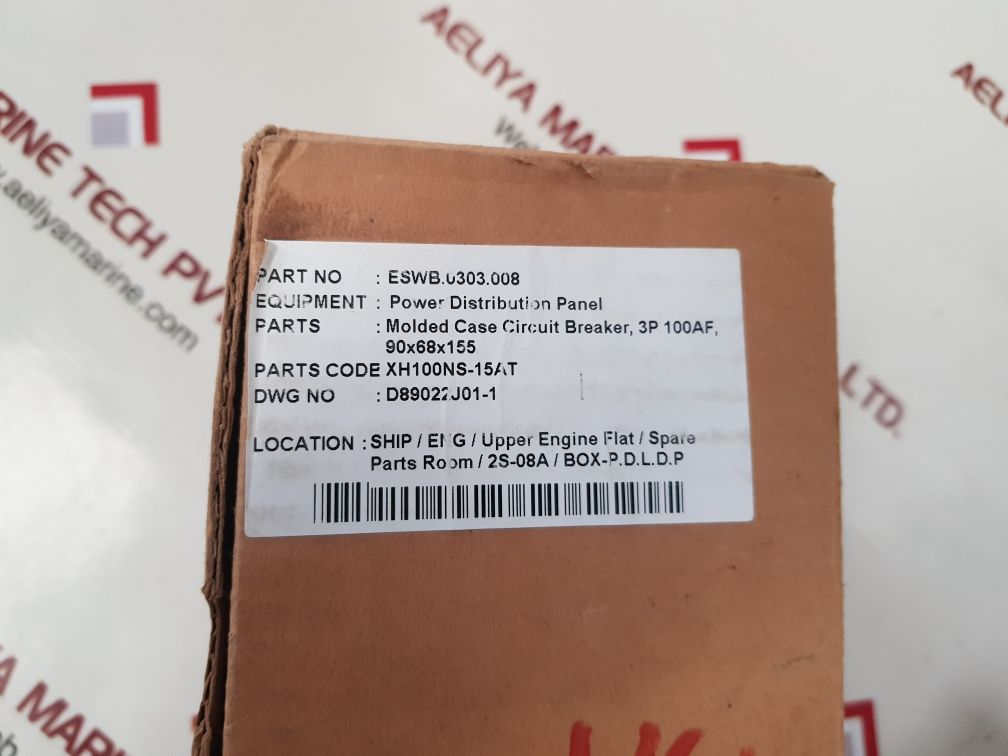 AELIYA MAR
RINE TECH PV
aeliyamarine.com
LTD.
PART NO : ESWB.0303.008
EQUIPMENT : Power Distribution Panel
PARTS : Molded Case Circuit Breaker, 3P 100AF,
90x68x155
PARTS CODE XH100NS-15AT
DWG NO : D89022J01-1
LOCATION : SHIP / ENG / Upper Engine Flat / Spare
Parts Room / 2S-08A / BOX-P.D.L.D.P